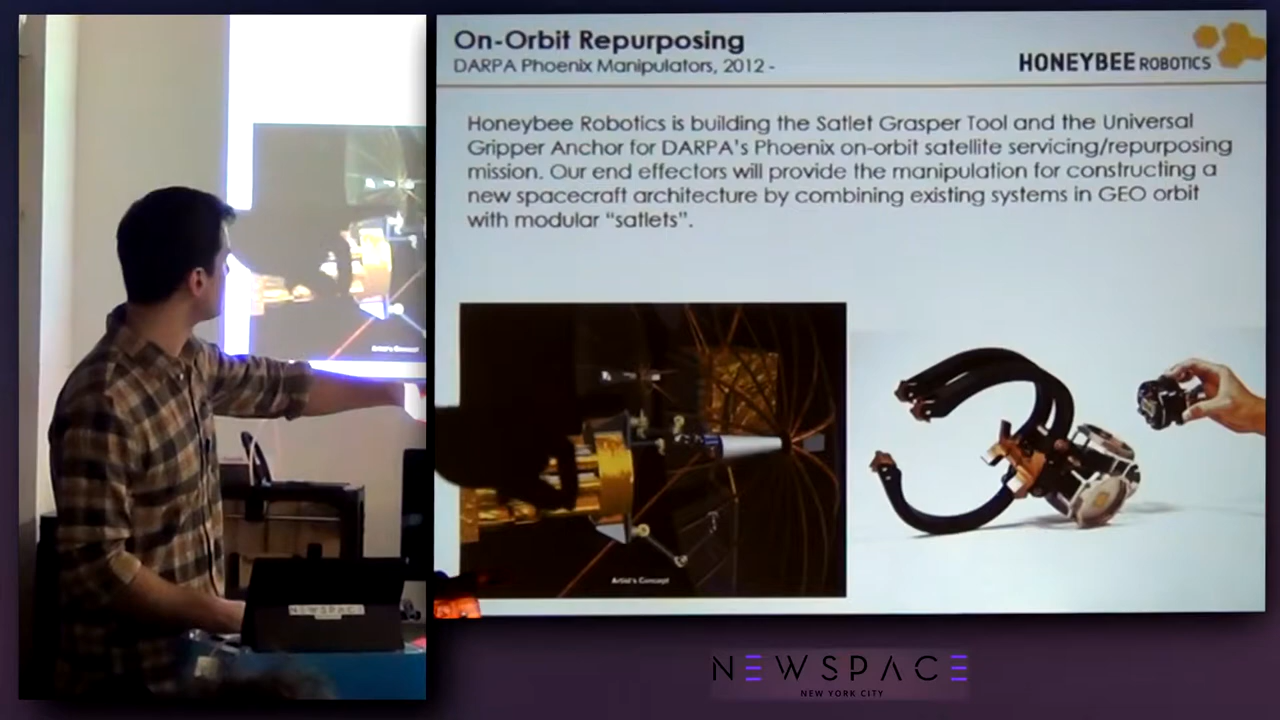 On-Orbit Repurposing
DARPA Phoenix Manipulators, 2012 -
HONEYBEE ROBOTICS
Honeybee Robotics is building the Satlet Grasper Tool and the Universal
Gripper Anchor for DARPA's Phoenix on-orbit satellite servicing/repurposing
mission. Our end effectors will provide the manipulation for constructing a
new spacecraft architecture by combining existing systems in GEO orbit
with modular “satlets”.
Artist's Concept
Artist's Concept
NEWSPACE
NEWSPACE
NEW YORK CITY